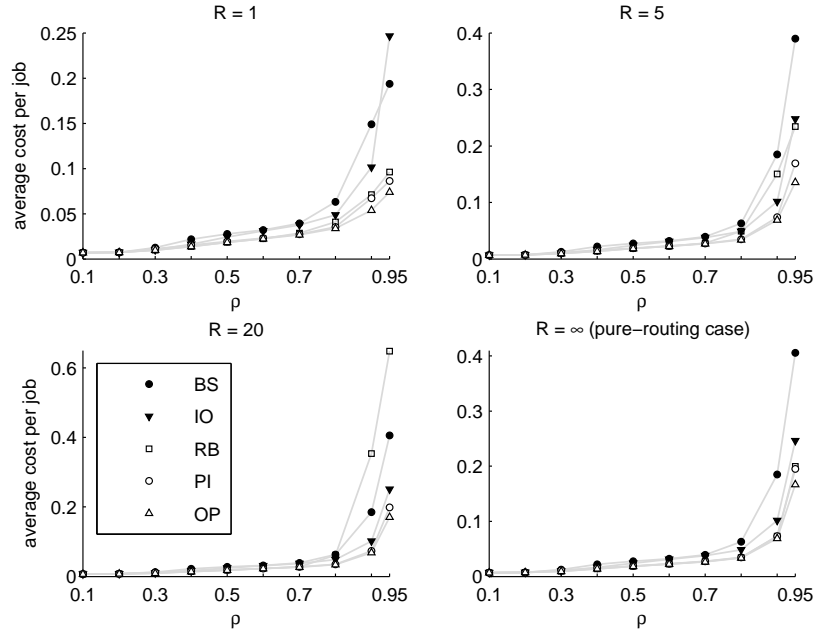 R = 1
average cost per job
0.25
0.2
0.15
0.1
0.05
0
0.1 0.3 0.5 0.7 0.95
ρ
R = 5
0.4
0.3
0.2
0.1
0
0.1 0.3 0.5 0.7 0.95
ρ
R = 20
average cost per job
0.6
0.4
0.2
0
BS
IO
RB
PI
OP
0.1 0.3 0.5 0.7 0.95
ρ
R = ∞ (pure−routing case)
0.4
0.3
0.2
0.1
0
0.1 0.3 0.5 0.7 0.95
ρ